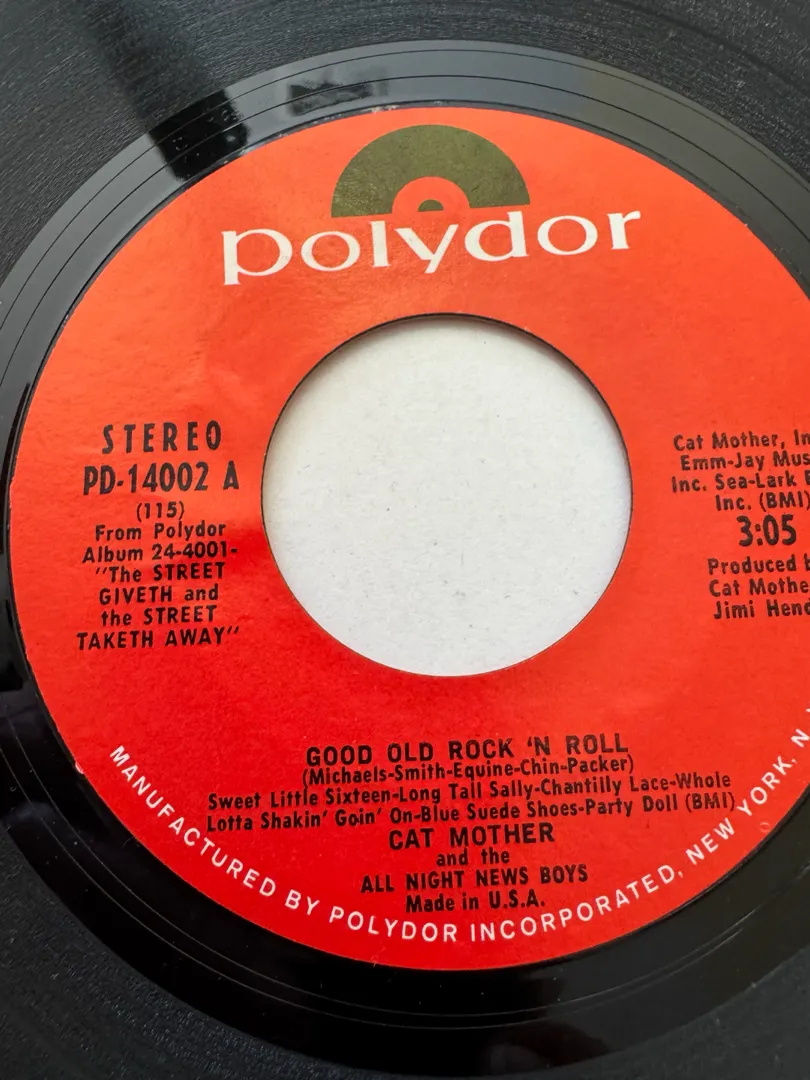 polydor
STEREO
PD-14002 A
(115)
From Polydor
Album 24-4001-
"The STREET
GIVETH and
the STREET
TAKETH AWAY"
Cat Mother, In
Emm-Jay Mus
Inc. Sea-Lark
Inc. (BMI)
3:05
Produced b
Cat Mothe
Jimi Hend
GOOD OLD ROCK 'N ROLL
(Michaels-Smith-Equine-Chin-Packer)
Sweet Little Sixteen-Long Tall Sally-Chantilly Lace-Whole
Lotta Shakin' Goin' On-Blue Suede Shoes-Party Doll (BMI)
CAT MOTHER
and the
ALL NIGHT NEWS BOYS
Made in U.S.A.
MANUFACTURED BY POLYDOR INCORPORATED, NEW YORK, N.